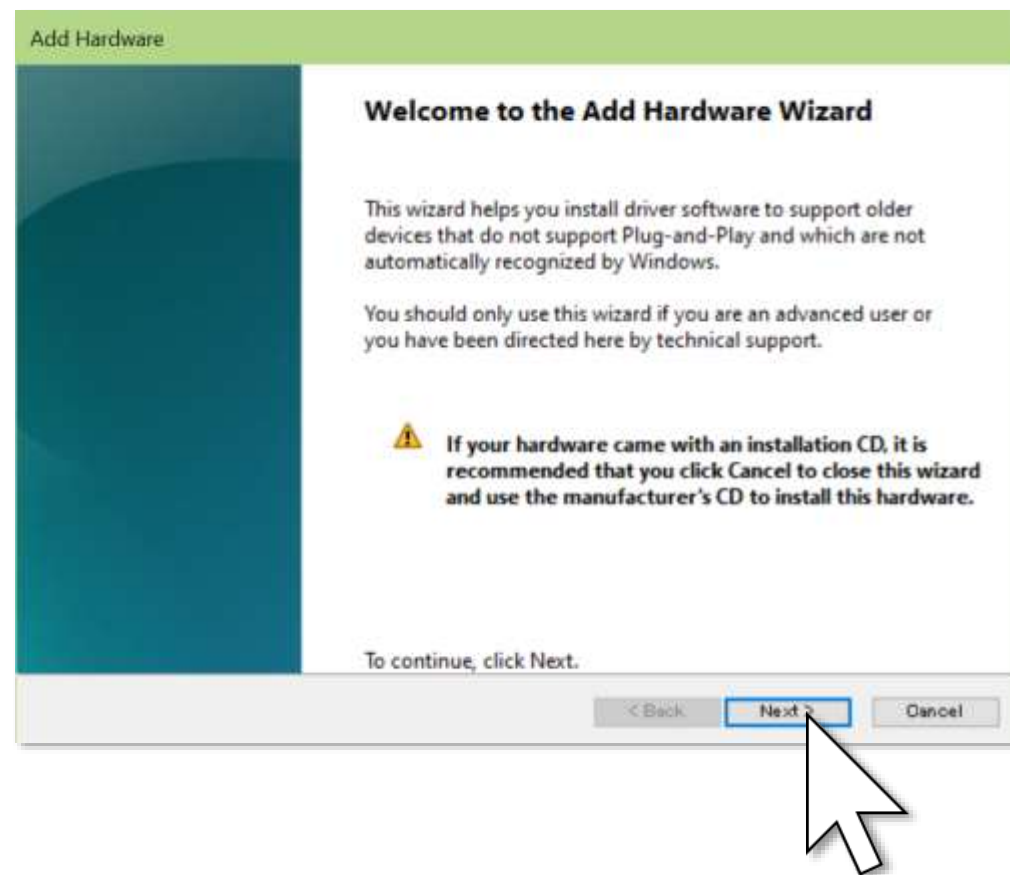 Add Hardware
Welcome to the Add Hardware Wizard
This wizard helps you install driver software to support older
devices that do not support Plug-and-Play and which are not
automatically recognized by Windows.
You should only use this wizard if you are an advanced user or
you have been directed here by technical support.
If your hardware came with an installation CD, it is
recommended that you click Cancel to close this wizard
and use the manufacturer's CD to install this hardware.
To continue, click Next.
< Back Next > Cancel